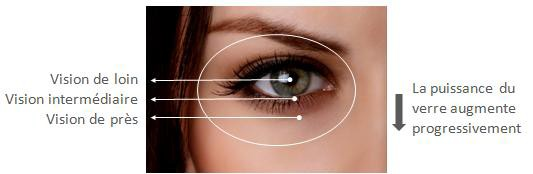 Vision de loin
Vision intermédiaire
Vision de près
La puissance du
verre augmente
progressivement